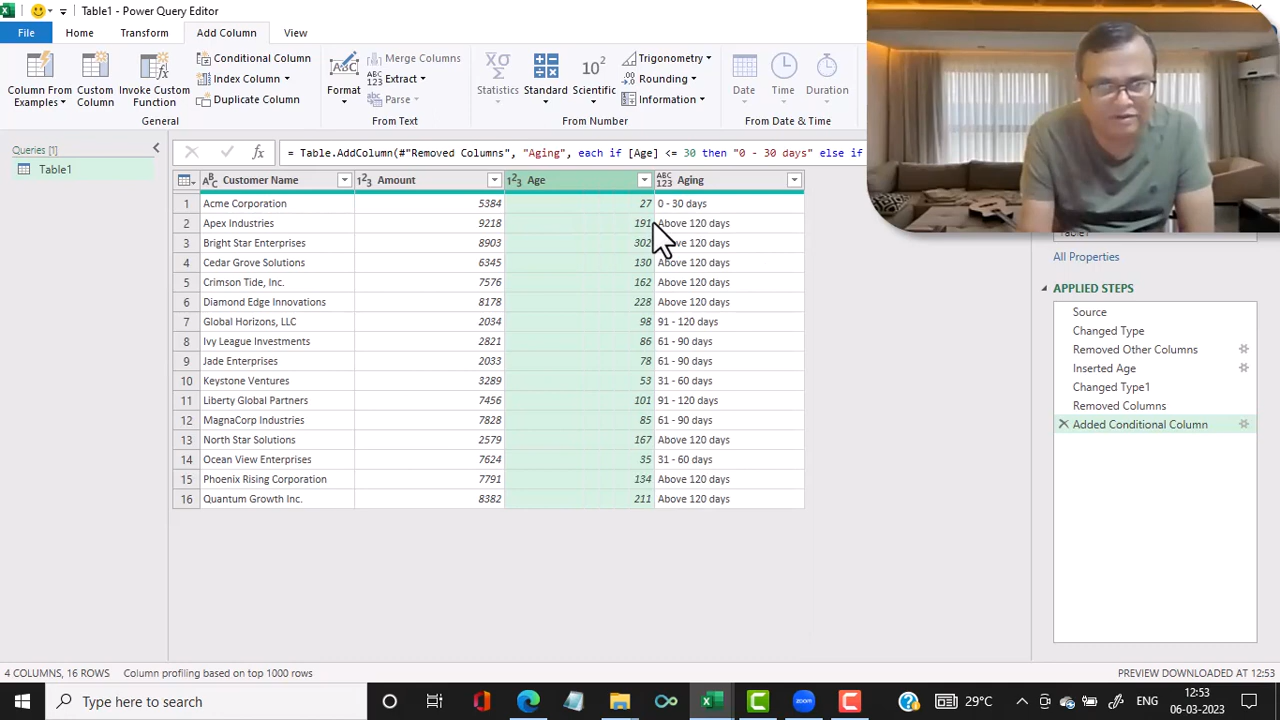 Table1 - Power Query Editor
File
Home
Transform
Add Column
View
Column From Examples
Custom Column
Invoke Custom Function
Conditional Column
Index Column
Duplicate Column
General
Format
Merge Columns
Extract
Parse
From Text
Statistics
Standard
Scientific
Trigonometry
Rounding
Information
From Number
Date
Time
Duration
From Date & Time
Queries [1]
Table1
= Table.AddColumn(#"Removed Columns", "Aging", each if [Age] <= 30 then "0 - 30 days" else if
Customer Name Amount Age Aging
1 Acme Corporation 5384 27 0 - 30 days
2 Apex Industries 9218 191 Above 120 days
3 Bright Star Enterprises 8903 302 days
4 Cedar Grove Solutions 6345 130 Above 120 days
5 Crimson Tide, Inc. 7576 162 Above 120 days
6 Diamond Edge Innovations 8178 228 Above 120 days
7 Global Horizons, LLC 2034 98 91 - 120 days
8 Ivy League Investments 2821 86 61 - 90 days
9 Jade Enterprises 2033 78 61 - 90 days
10 Keystone Ventures 3289 53 31 - 60 days
11 Liberty Global Partners 7456 101 91 - 120 days
12 MagnaCorp Industries 7828 85 61 - 90 days
13 North Star Solutions 2579 167 Above 120 days
14 Ocean View Enterprises 7624 35 31 - 60 days
15 Phoenix Rising Corporation 7791 134 Above 120 days
16 Quantum Growth Inc. 8382 211 Above 120 days
All Properties
APPLIED STEPS
Source
Changed Type
Removed Other Columns
Inserted Age
Changed Type1
Removed Columns
Added Conditional Column
4 COLUMNS, 16 ROWS Column profiling based on top 1000 rows
PREVIEW DOWNLOADED AT 12:53
Type here to search
zoom
29°C
ENG
12:53
06-03-2023